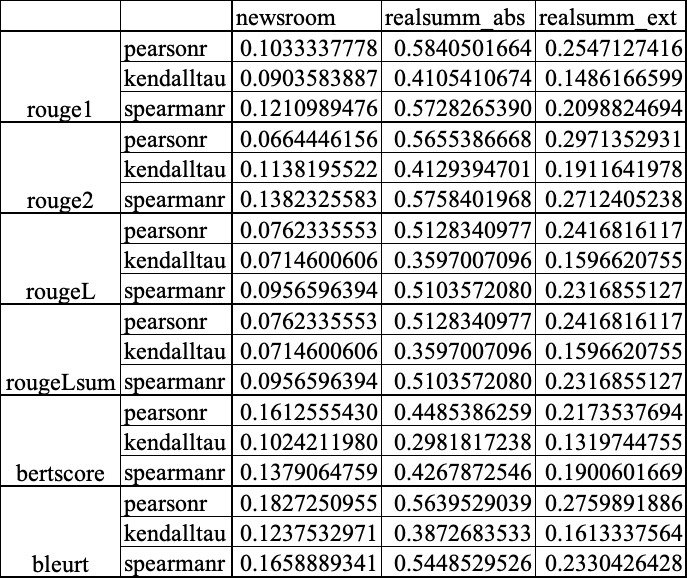 newsroom realsumm_abs realsumm_ext
pearsonr 0.1033337778 0.5840501664 0.2547127416
kendalltau 0.0903583887 0.4105410674 0.1486166599
rouge1 spearmanr 0.1210989476 0.5728265390 0.2098824694
pearsonr 0.0664446156 0.5655386668 0.2971352931
kendalltau 0.1138195522 0.4129394701 0.1911641978
rouge2 spearmanr 0.1382325583 0.5758401968 0.2712405238
pearsonr 0.0762335553 0.5128340977 0.2416816117
kendalltau 0.0714600606 0.3597007096 0.1596620755
rougeL spearmanr 0.0956596394 0.5103572080 0.2316855127
pearsonr 0.0762335553 0.5128340977 0.2416816117
kendalltau 0.0714600606 0.3597007096 0.1596620755
rougeLsum spearmanr 0.0956596394 0.5103572080 0.2316855127
pearsonr 0.1612555430 0.4485386259 0.2173537694
kendalltau 0.1024211980 0.2981817238 0.1319744755
bertscore spearmanr 0.1379064759 0.4267872546 0.1900601669
pearsonr 0.1827250955 0.5639529039 0.2759891886
kendalltau 0.1237532971 0.3872683533 0.1613337564
bleurt spearmanr 0.1658889341 0.5448529526 0.2330426428